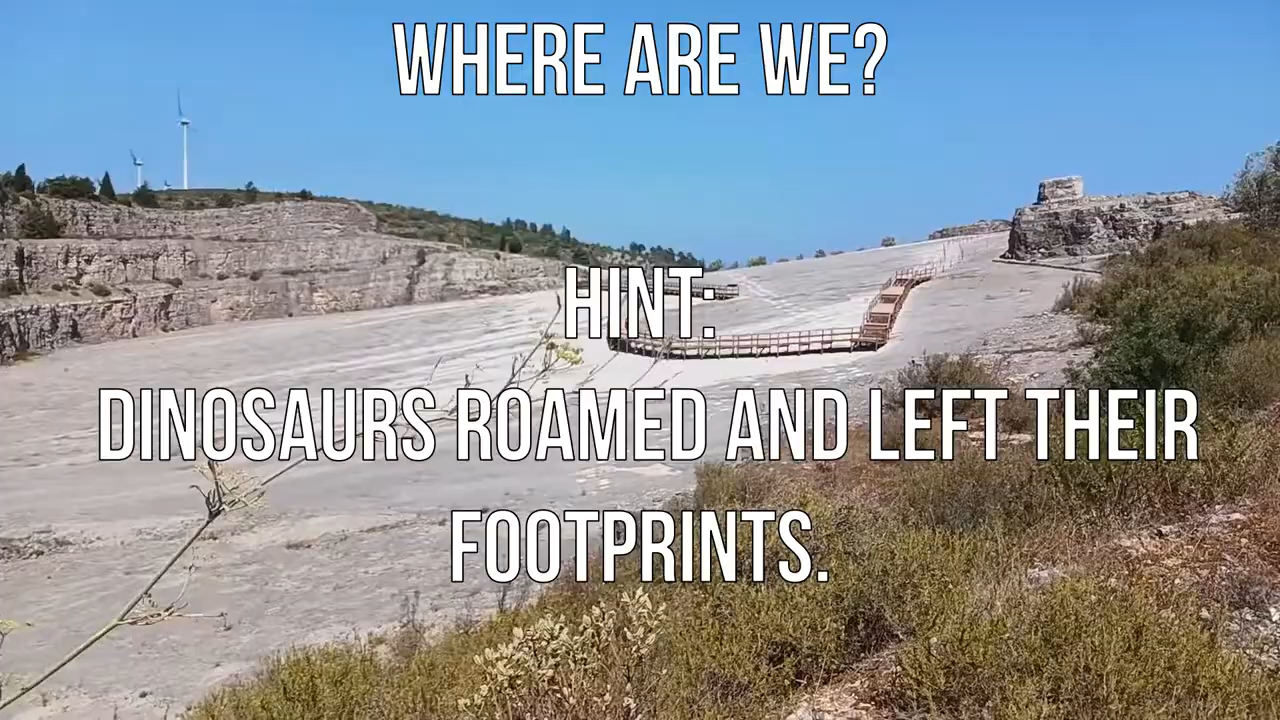 WHERE ARE WE?
HINT:
DINOSAURS ROAMED AND LEFT THEIR
FOOTPRINTS.